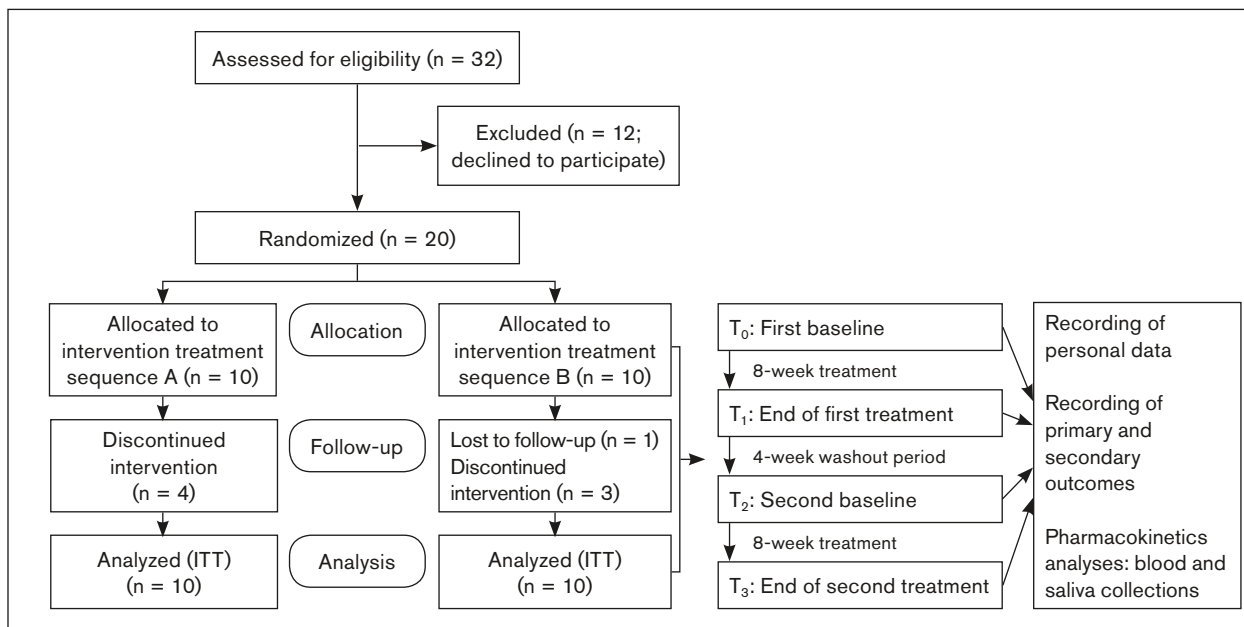 Assessed for eligibility (n = 32)
Excluded (n = 12;
declined to participate)
Randomized (n = 20)
Allocated to
intervention treatment
sequence A (n = 10)
Allocation
Allocated to
intervention treatment
sequence B (n = 10)
Discontinued
intervention
(n = 4)
Follow-up
Lost to follow-up (n = 1)
Discontinued
intervention (n = 3)
Analyzed (ITT)
(n = 10)
Analysis
Analyzed (ITT)
(n = 10)
T₀: First baseline
8-week treatment
T₁: End of first treatment
4-week washout period
T₂: Second baseline
8-week treatment
T₃: End of second treatment
Recording of
personal data
Recording of
primary and
secondary
outcomes
Pharmacokinetics
analyses: blood and
saliva collections